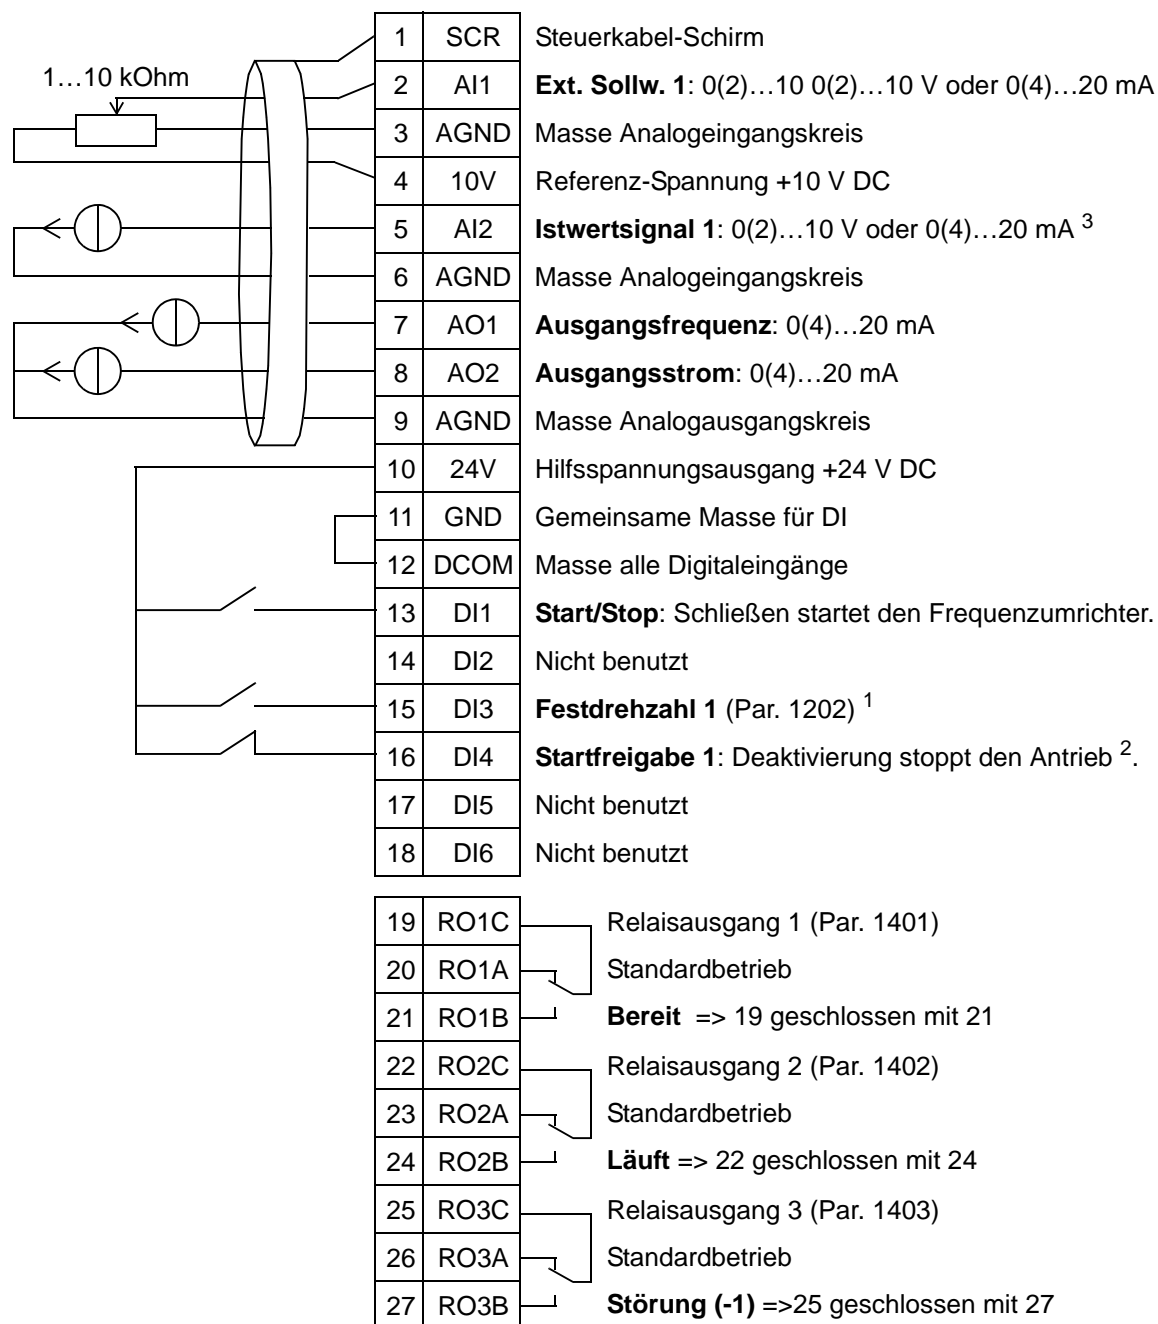 1 SCR Steuerkabel-Schirm
1…10 kOhm
2 AI1 Ext. Sollw. 1: 0(2)…10 0(2)…10 V oder 0(4)…20 mA
3 AGND Masse Analogeingangskreis
4 10V Referenz-Spannung +10 V DC
5 AI2 Istwertsignal 1: 0(2)…10 V oder 0(4)…20 mA 3
6 AGND Masse Analogeingangskreis
7 AO1 Ausgangsfrequenz: 0(4)…20 mA
8 AO2 Ausgangsstrom: 0(4)…20 mA
9 AGND Masse Analogausgangskreis
10 24V Hilfsspannungsausgang +24 V DC
11 GND Gemeinsame Masse für DI
12 DCOM Masse alle Digitaleingänge
13 DI1 Start/Stop: Schließen startet den Frequenzumrichter.
14 DI2 Nicht benutzt
15 DI3 Festdrehzahl 1 (Par. 1202) 1
16 DI4 Startfreigabe 1: Deaktivierung stoppt den Antrieb 2.
17 DI5 Nicht benutzt
18 DI6 Nicht benutzt
19 RO1C Relaisausgang 1 (Par. 1401)
20 RO1A Standardbetrieb
21 RO1B Bereit => 19 geschlossen mit 21
22 RO2C Relaisausgang 2 (Par. 1402)
23 RO2A Standardbetrieb
24 RO2B Läuft => 22 geschlossen mit 24
25 RO3C Relaisausgang 3 (Par. 1403)
26 RO3A Standardbetrieb
27 RO3B Störung (-1) =>25 geschlossen mit 27